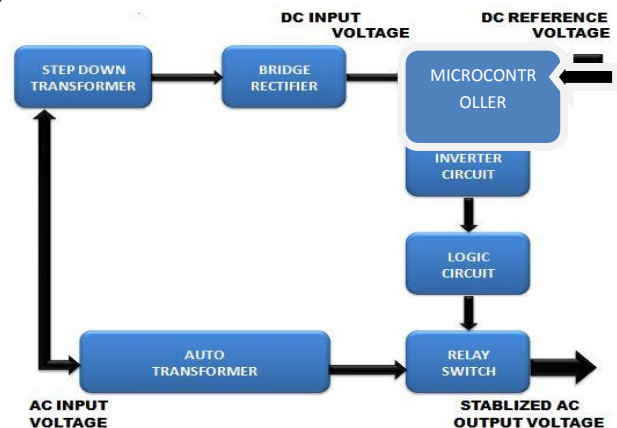 DC INPUT
VOLTAGE
DC REFERENCE
VOLTAGE
STEP DOWN
TRANSFORMER
BRIDGE
RECTIFIER
MICROCONTR
OLLER
INVERTER
CIRCUIT
LOGIC
CIRCUIT
AUTO
TRANSFORMER
RELAY
SWITCH
AC INPUT
VOLTAGE
STABLIZED AC
OUTPUT VOLTAGE